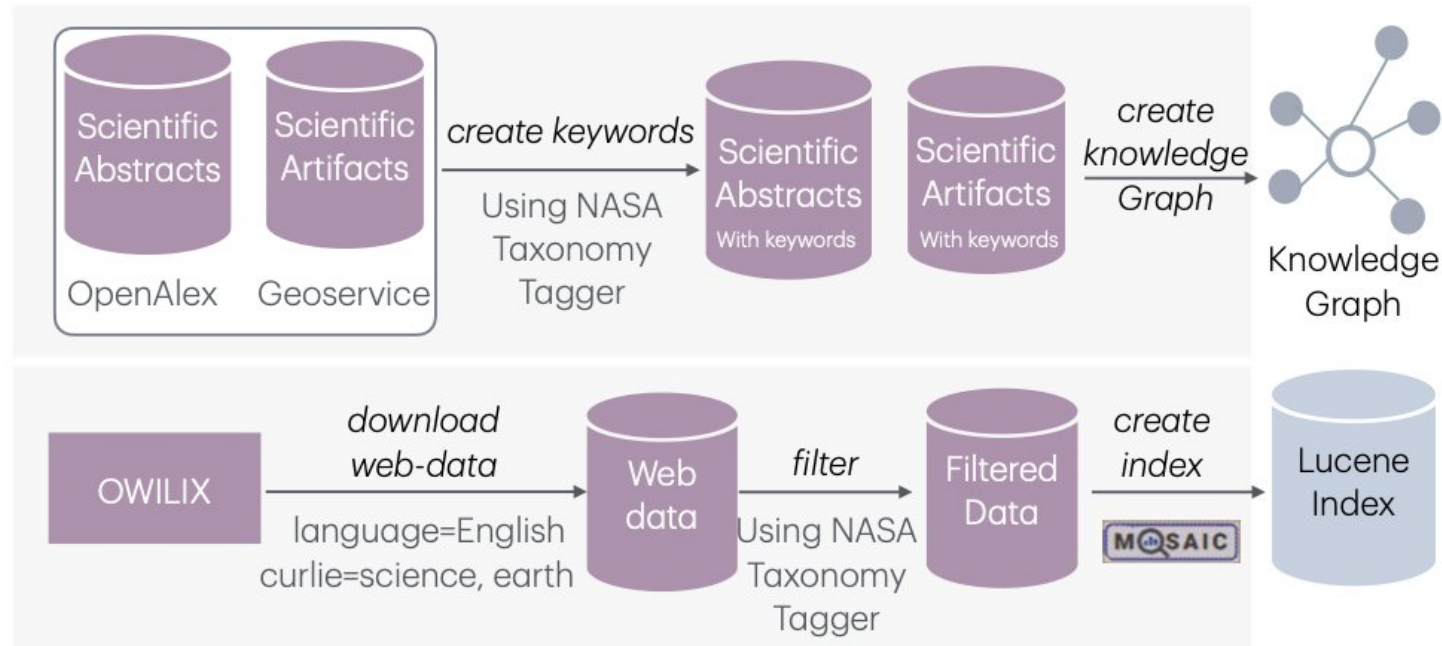 Scientific
Abstracts
Scientific
Artifacts
OpenAlex
Geoservice
create keywords
Using NASA
Taxonomy
Tagger
Scientific
Abstracts
With keywords
Scientific
Artifacts
With keywords
create
knowledge
Graph
Knowledge
Graph
OWILIX
download
web-data
language=English
curlie=science, earth
Web
data
filter
Using NASA
Taxonomy
Tagger
Filtered
Data
create
index
MOSAIC
Lucene
Index